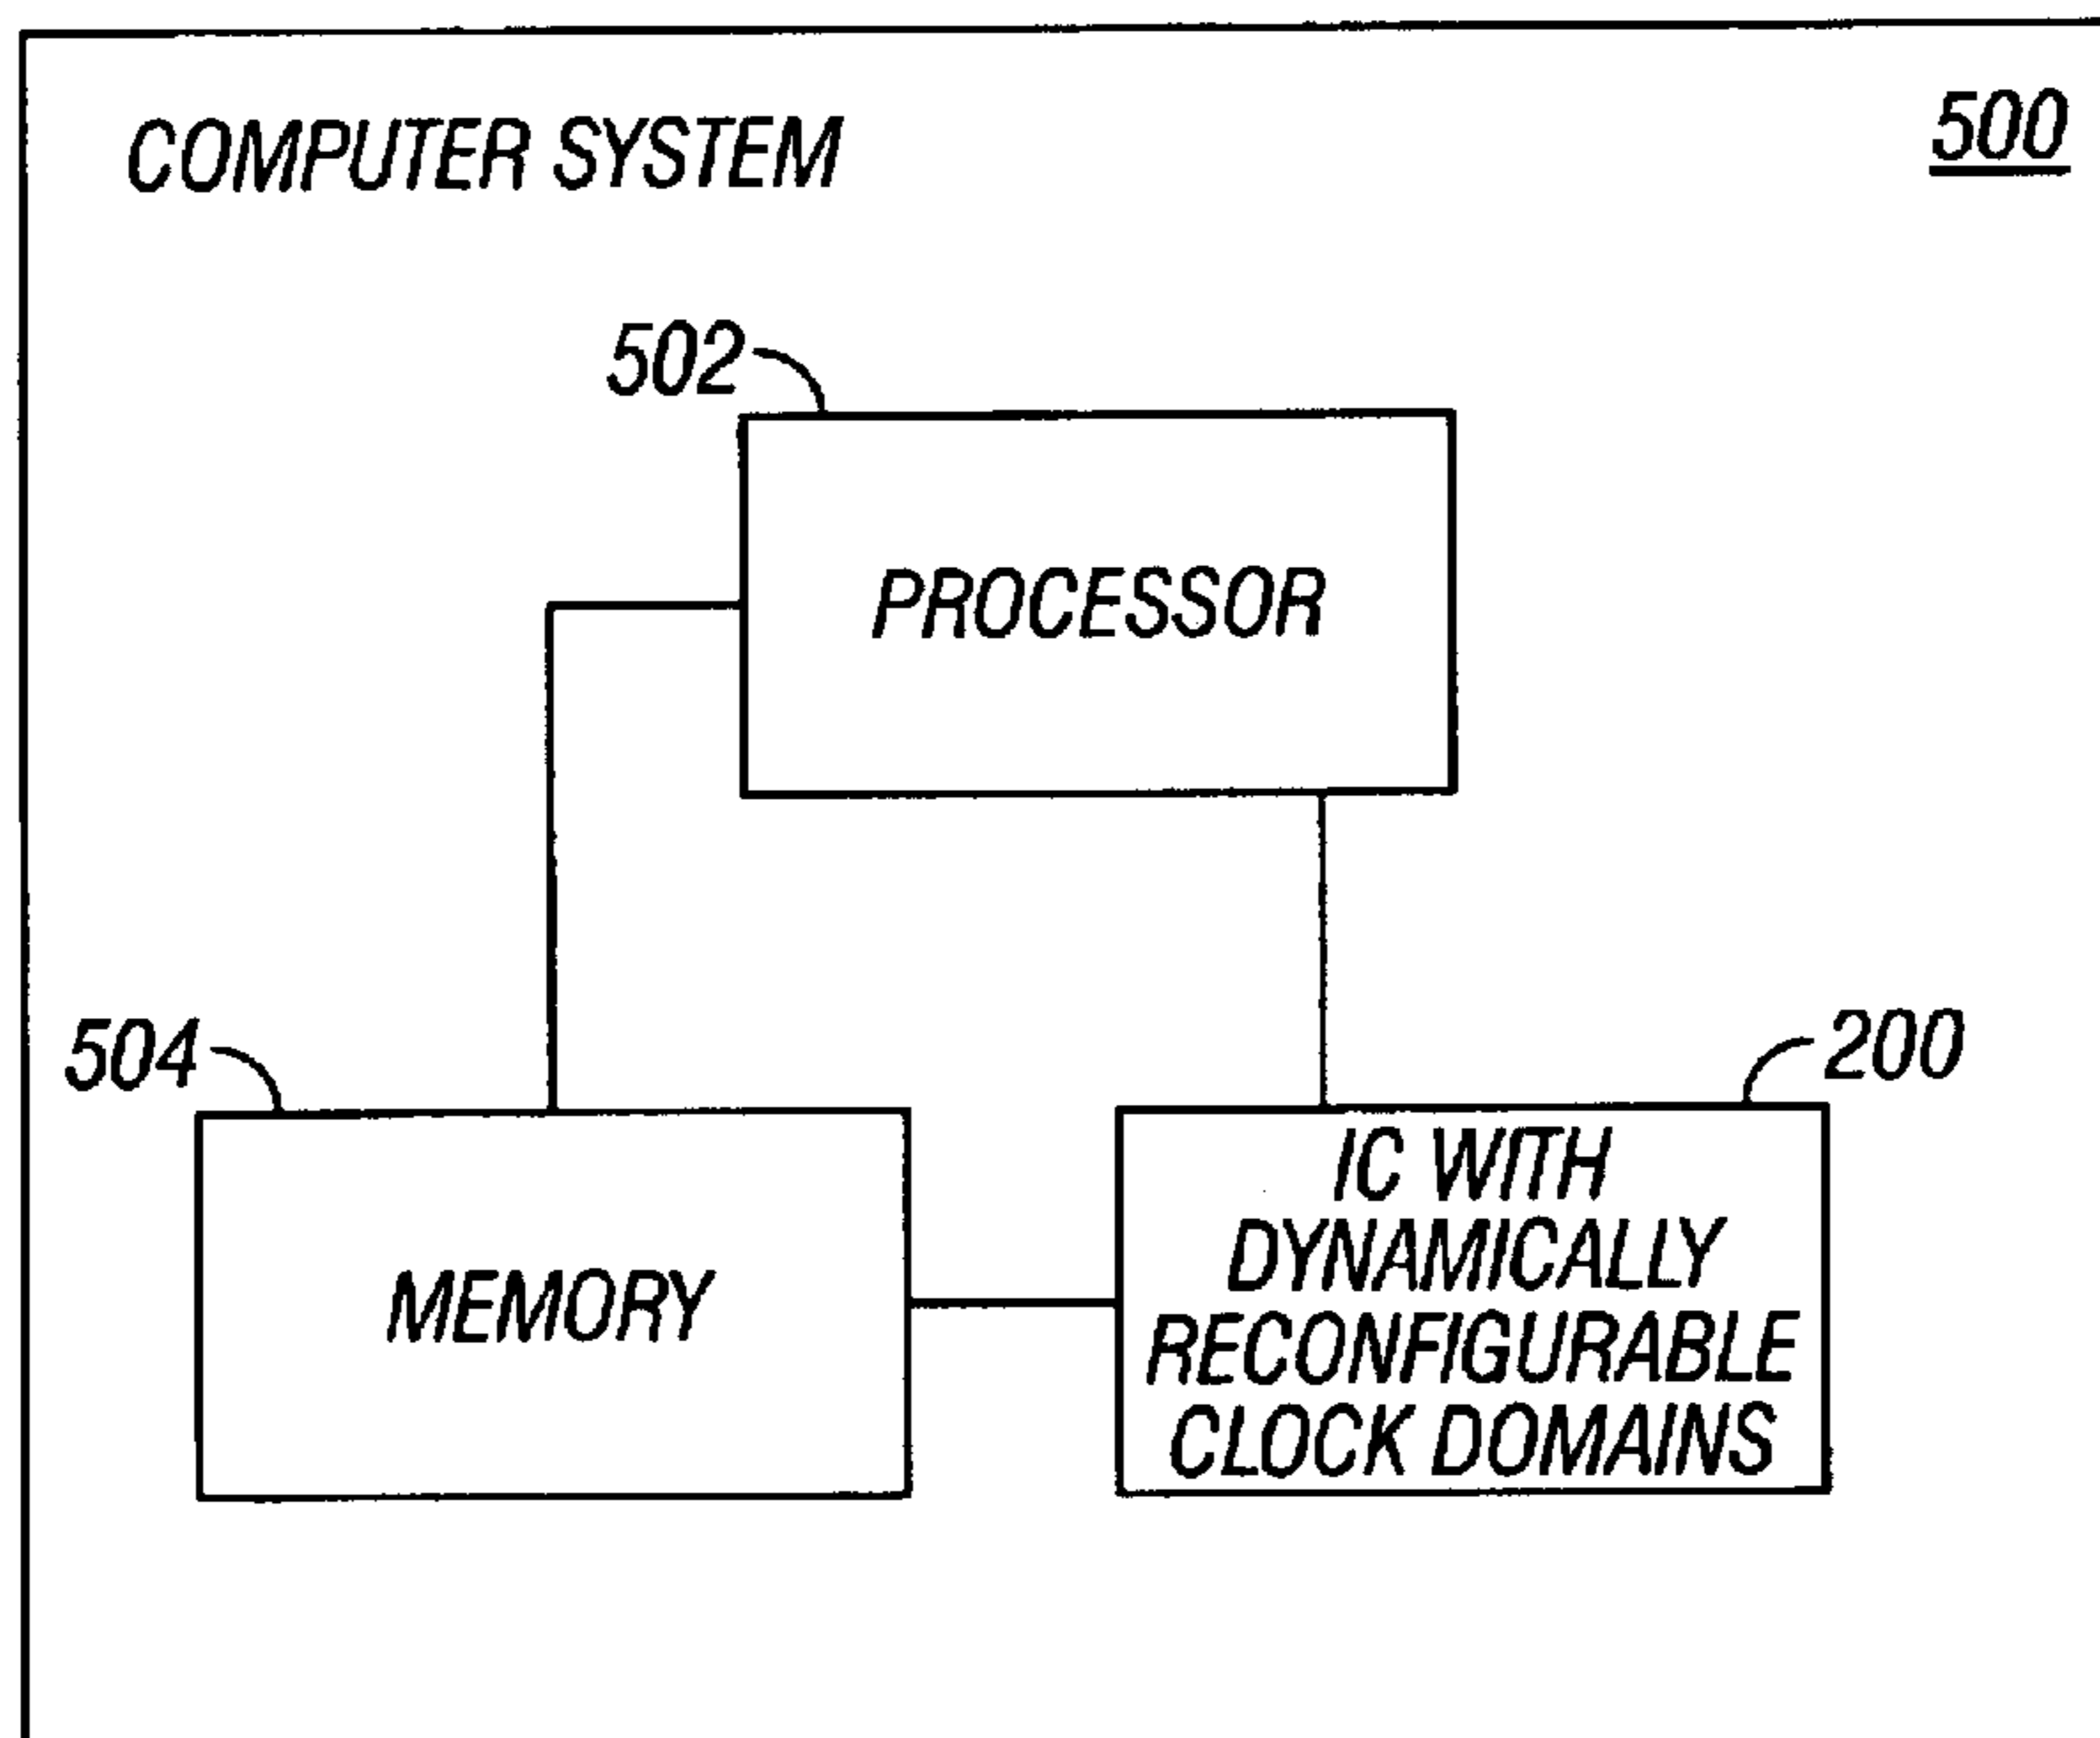 COMPUTER SYSTEM
500
502
PROCESSOR
504
200
MEMORY
IC WITH
DYNAMICALLY
RECONFIGURABLE
CLOCK DOMAINS